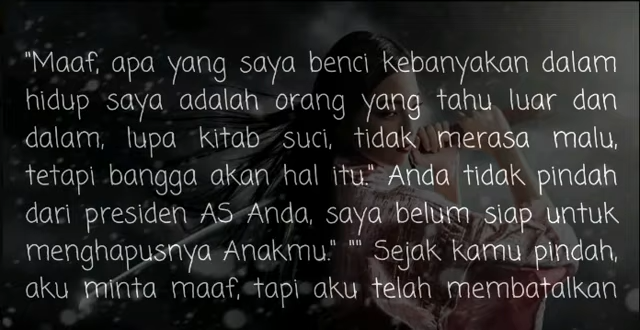 "Maaf, apa yang saya benci kebanyakan dalam
hidup saya adalah orang yang tahu luar dan
dalam, lupa kitab suci, tidak merasa malu,
tetapi bangga akan hal itu." Anda tidak pindah
dari presiden AS Anda, saya belum siap untuk
menghapusnya Anakmu." "" Sejak kamu pindah,
aku minta maaf, tapi aku telah membatalkan